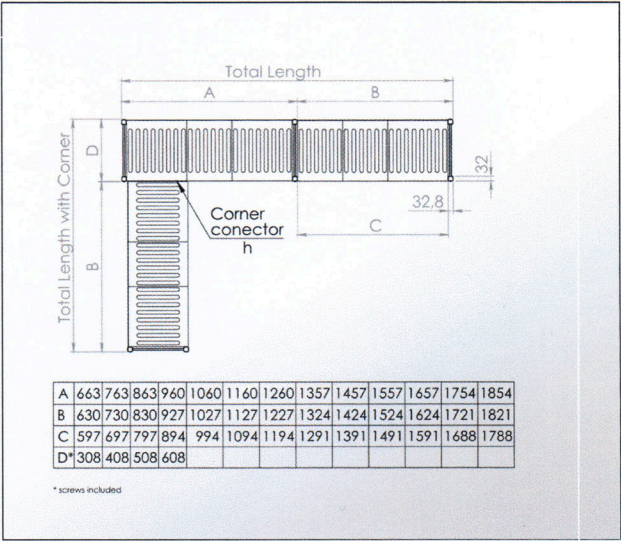 Total Length
A B
Total Length with Corner
D
B
Corner
conector
h
32
32,8
C
A 663 763 863 960 1060 1160 1260 1357 1457 1557 1657 1754 1854
B 630 730 830 927 1027 1127 1227 1324 1424 1524 1624 1721 1821
C 597 697 797 894 994 1094 1194 1291 1391 1491 1591 1688 1788
D* 308 408 508 608
* screws included